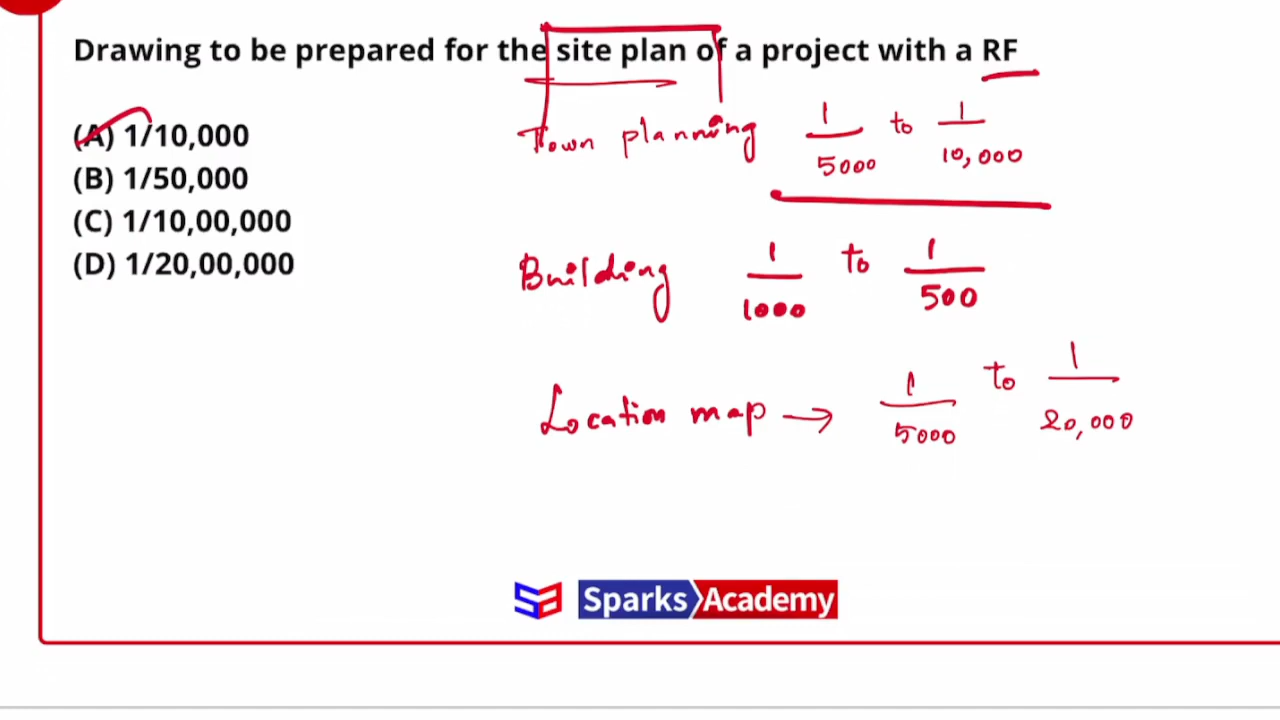 Drawing to be prepared for the site plan of a project with a RF
(A) 1/10,000
(B) 1/50,000
(C) 1/10,00,000
(D) 1/20,00,000
Town planning 1/5000 to 1/10,000
Building 1/1000 to 1/500
Location map → 1/5000 to 1/20,000
Sparks Academy